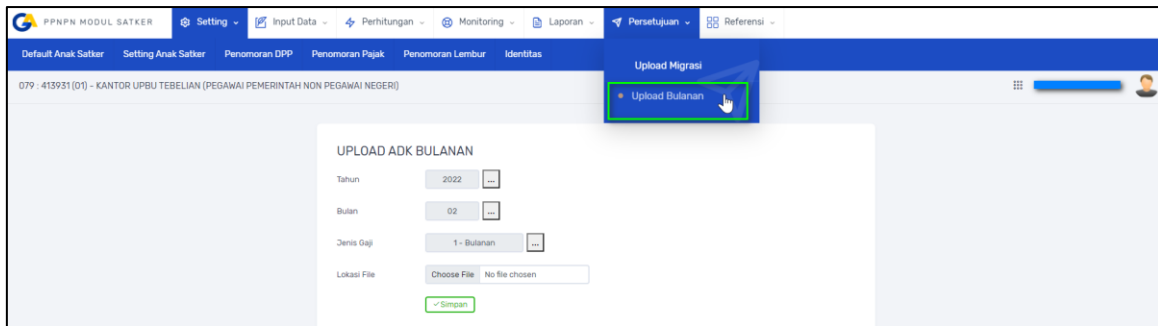 PPNPN MODUL SATKER Setting Input Data Perhitungan Monitoring Laporan Persetujuan Referensi
Default Anak Satker Setting Anak Satker Penomoran DPP Penomoran Pajak Penomoran Lembur Identitas
Upload Migrasi
079 : 413931 (01) - KANTOR UPBU TEBELIAN (PEGAWAI PEMERINTAH NON PEGAWAI NEGERI)
Upload Bulanan
UPLOAD ADK BULANAN
Tahun 2022 ...
Bulan 02 ...
Jenis Gaji 1 - Bulanan ...
Lokasi File Choose File No file chosen
Simpan